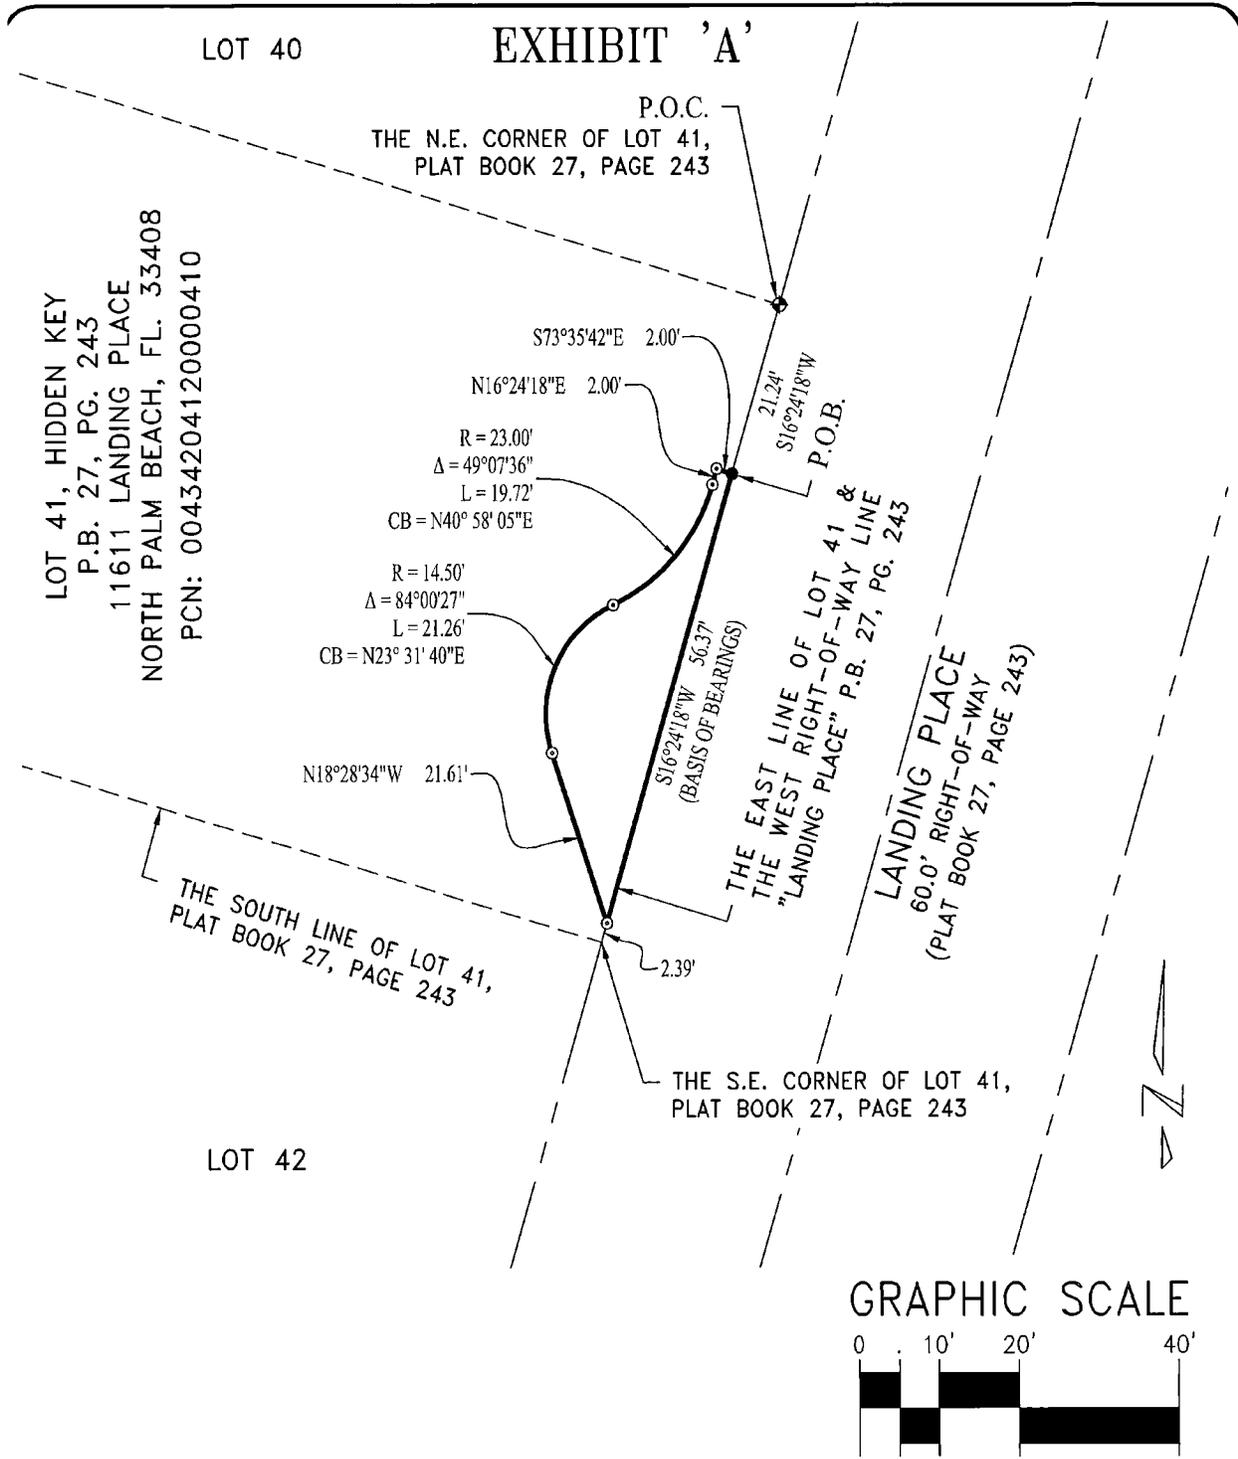 EXHIBIT 'A'
LOT 40
P.O.C.
THE N.E. CORNER OF LOT 41,
PLAT BOOK 27, PAGE 243
LOT 41, HIDDEN KEY
P.B. 27, PG. 243
11611 LANDING PLACE
NORTH PALM BEACH, FL. 33408
PCN: 00434204120000410
S73°35'42"E 2.00'
N16°24'18"E 2.00'
21.24'
S16°24'18"W
P.O.B.
R = 23.00'
Δ = 49°07'36"
L = 19.72'
CB = N40° 58' 05"E
R = 14.50'
Δ = 84°00'27"
L = 21.26'
CB = N23° 31' 40"E
S16°24'18"W 56.37'
(BASIS OF BEARINGS)
THE EAST LINE OF LOT 41 &
THE WEST RIGHT-OF-WAY LINE
"LANDING PLACE" P.B. 27, PG. 243
LANDING PLACE
60.0' RIGHT-OF-WAY
(PLAT BOOK 27, PAGE 243)
N18°28'34"W 21.61'
THE SOUTH LINE OF LOT 41,
PLAT BOOK 27, PAGE 243
2.39'
THE S.E. CORNER OF LOT 41,
PLAT BOOK 27, PAGE 243
LOT 42
N
GRAPHIC SCALE
0 10' 20' 40'